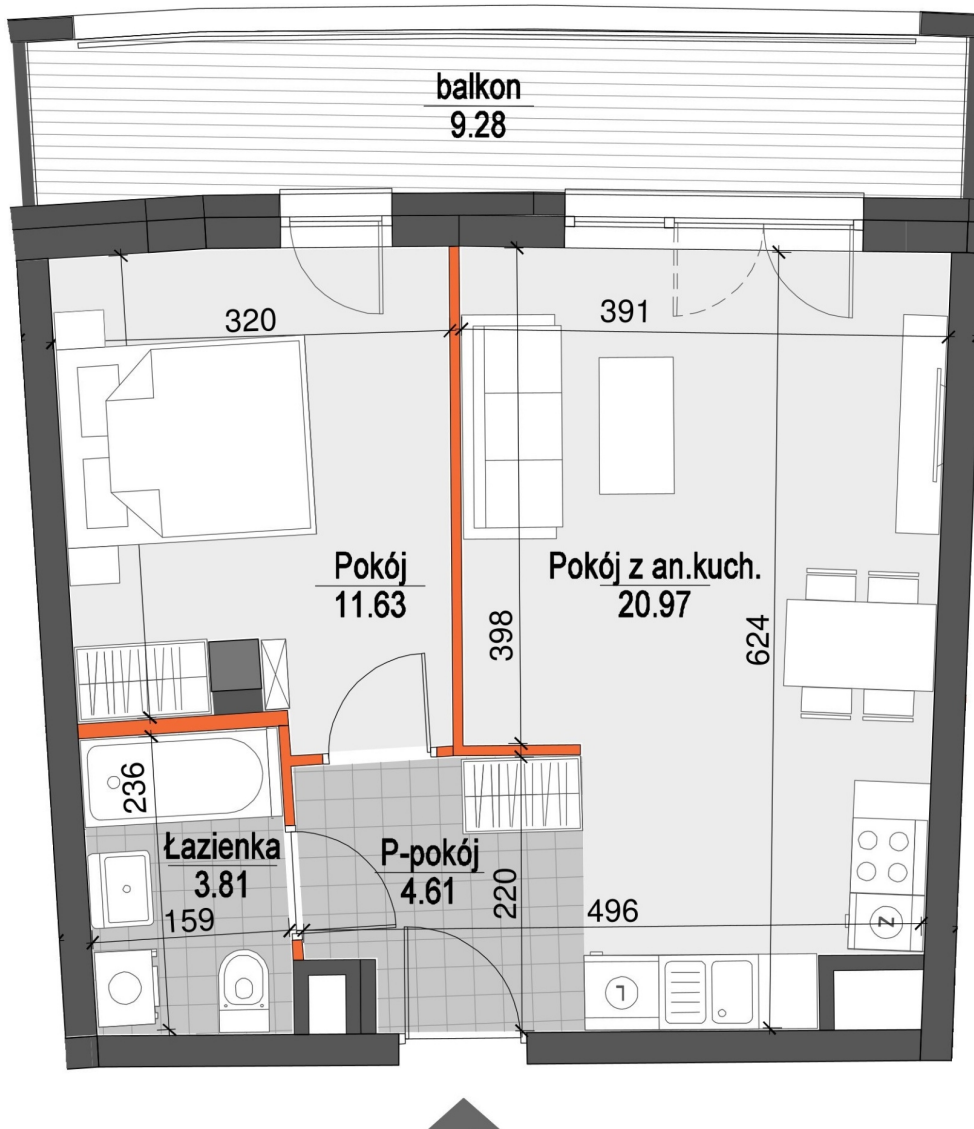 balkon
9.28
320
391
Pokój
11.63
Pokój z an.kuch.
20.97
398
624
236
Łazienka
3.81
P-pokój
4.61
159
220
496
Z
L